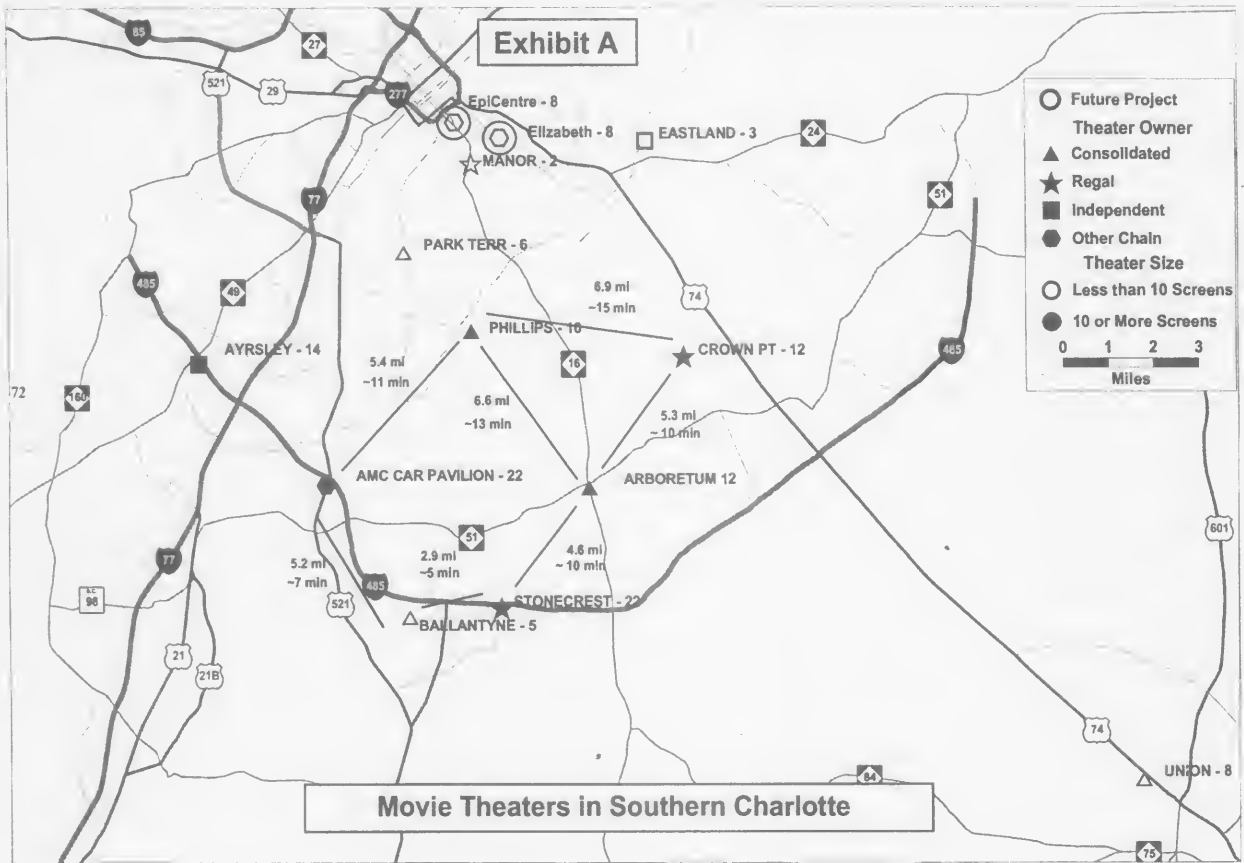 Exhibit A
85
27
521
29
277
EpiCentre - 8
Elizabeth - 8
EASTLAND - 3
24
MANOR - 2
77
51
Future Project
Theater Owner
Consolidated
Regal
Independent
Other Chain
Theater Size
Less than 10 Screens
10 or More Screens
0 1 2 3
Miles
PARK TERR - 6
485
49
6.9 mi
~15 min
74
PHILLIPS - 10
CROWN PT - 12
AYRSLEY - 14
16
485
5.4 mi
~11 min
72
160
6.6 mi
~13 min
5.3 mi
~ 10 min
AMC CAR PAVILION - 22
ARBORETUM 12
601
51
77
5.2 mi
~7 min
2.9 mi
~5 min
4.6 mi
~ 10 min
485
S.C.
98
521
STONECREST - 22
BALLANTYNE - 5
21
21B
74
UNION - 8
84
Movie Theaters in Southern Charlotte
75